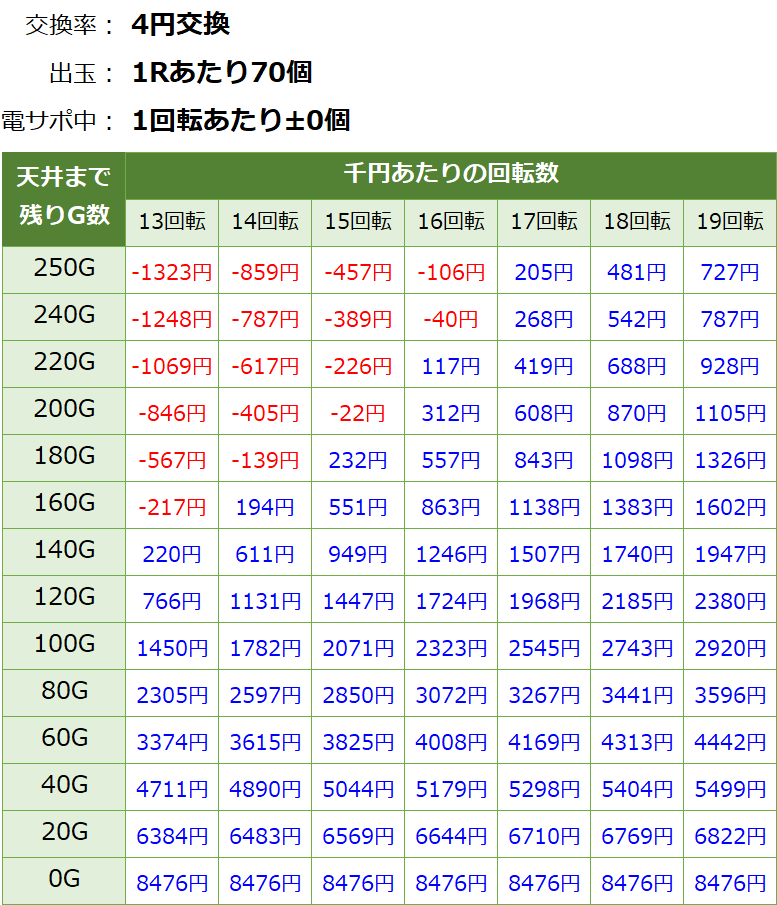 交換率： 4円交換
出玉： 1Rあたり70個
電サポ中： 1回転あたり±0個
天井まで残りG数 千円あたりの回転数
13回転 14回転 15回転 16回転 17回転 18回転 19回転
250G -1323円 -859円 -457円 -106円 205円 481円 727円
240G -1248円 -787円 -389円 -40円 268円 542円 787円
220G -1069円 -617円 -226円 117円 419円 688円 928円
200G -846円 -405円 -22円 312円 608円 870円 1105円
180G -567円 -139円 232円 557円 843円 1098円 1326円
160G -217円 194円 551円 863円 1138円 1383円 1602円
140G 220円 611円 949円 1246円 1507円 1740円 1947円
120G 766円 1131円 1447円 1724円 1968円 2185円 2380円
100G 1450円 1782円 2071円 2323円 2545円 2743円 2920円
80G 2305円 2597円 2850円 3072円 3267円 3441円 3596円
60G 3374円 3615円 3825円 4008円 4169円 4313円 4442円
40G 4711円 4890円 5044円 5179円 5298円 5404円 5499円
20G 6384円 6483円 6569円 6644円 6710円 6769円 6822円
0G 8476円 8476円 8476円 8476円 8476円 8476円 8476円